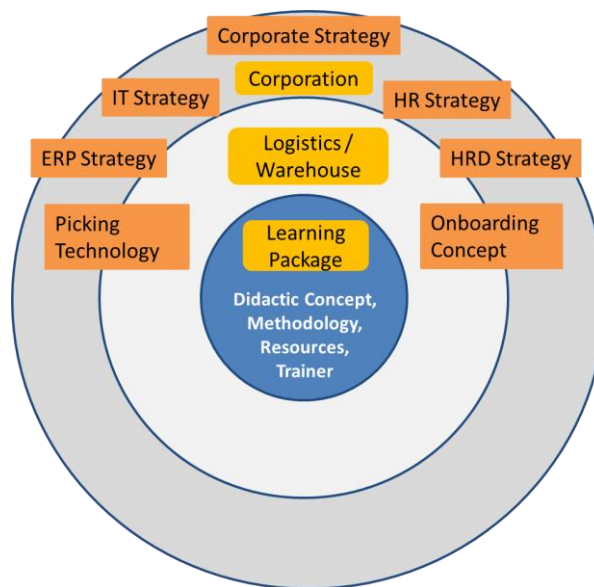 Corporate Strategy
Corporation
IT Strategy
HR Strategy
Logistics /
Warehouse
ERP Strategy
HRD Strategy
Picking
Technology
Onboarding
Concept
Learning
Package
Didactic Concept,
Methodology,
Resources,
Trainer